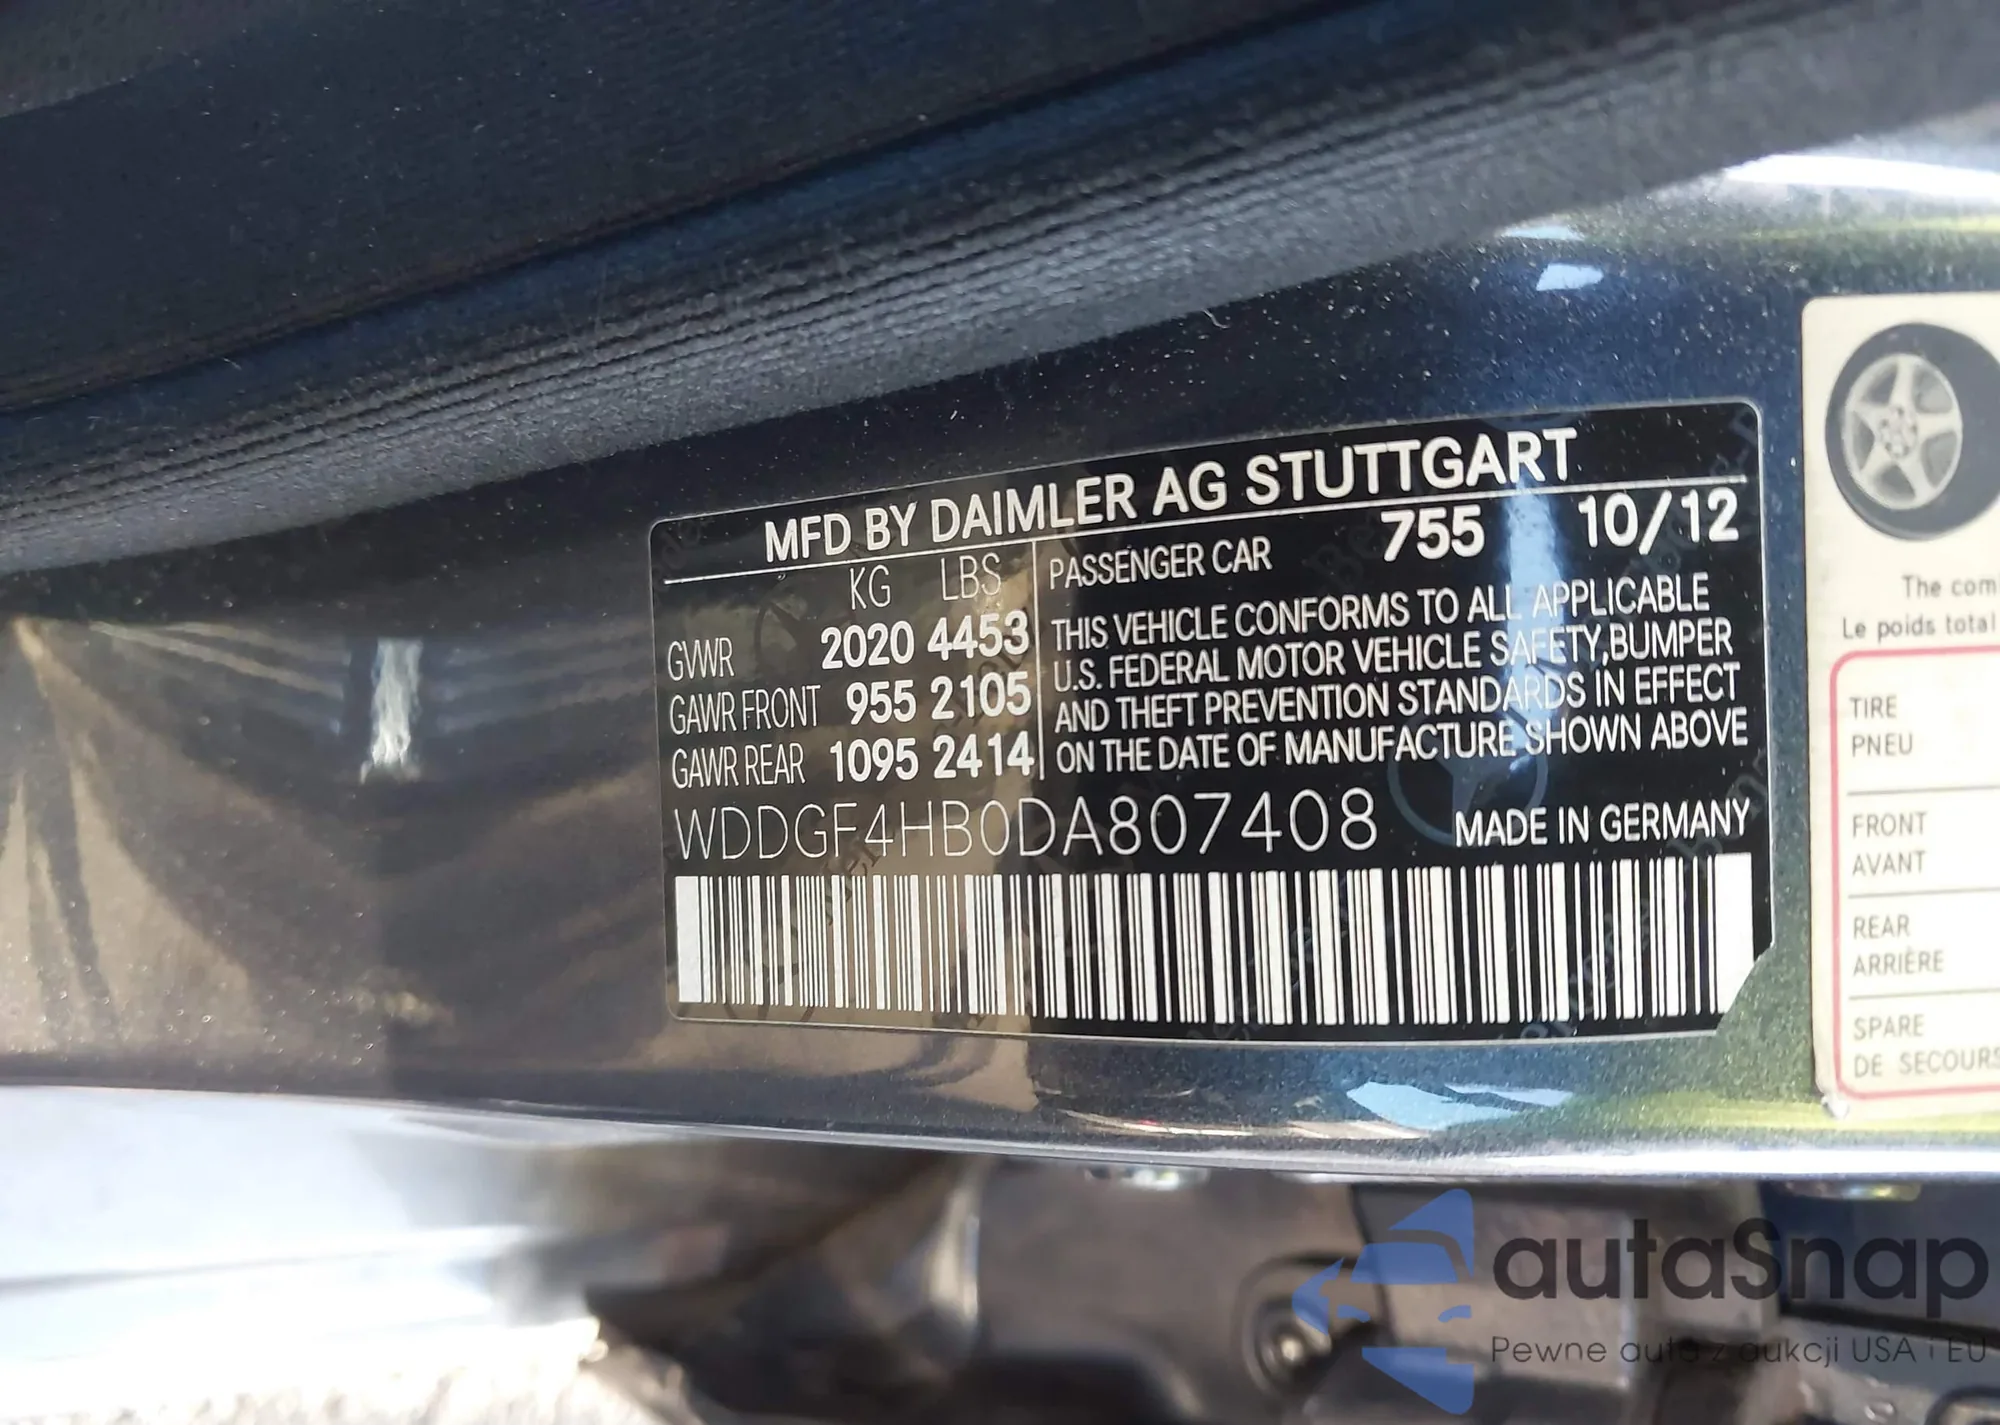 MFD BY DAIMLER AG STUTTGART
KG LBS
GVWR 2020 4453
GAWR FRONT 955 2105
GAWR REAR 1095 2414
PASSENGER CAR 755 10/12
THIS VEHICLE CONFORMS TO ALL APPLICABLE
U.S. FEDERAL MOTOR VEHICLE SAFETY,BUMPER
AND THEFT PREVENTION STANDARDS IN EFFECT
ON THE DATE OF MANUFACTURE SHOWN ABOVE
WDDGF4HB0DA807408 MADE IN GERMANY
The com
Le poids total
TIRE
PNEU
FRONT
AVANT
REAR
ARRIÈRE
SPARE
DE SECOURS
autaSnap
Pewne auta z aukcji USA i EU